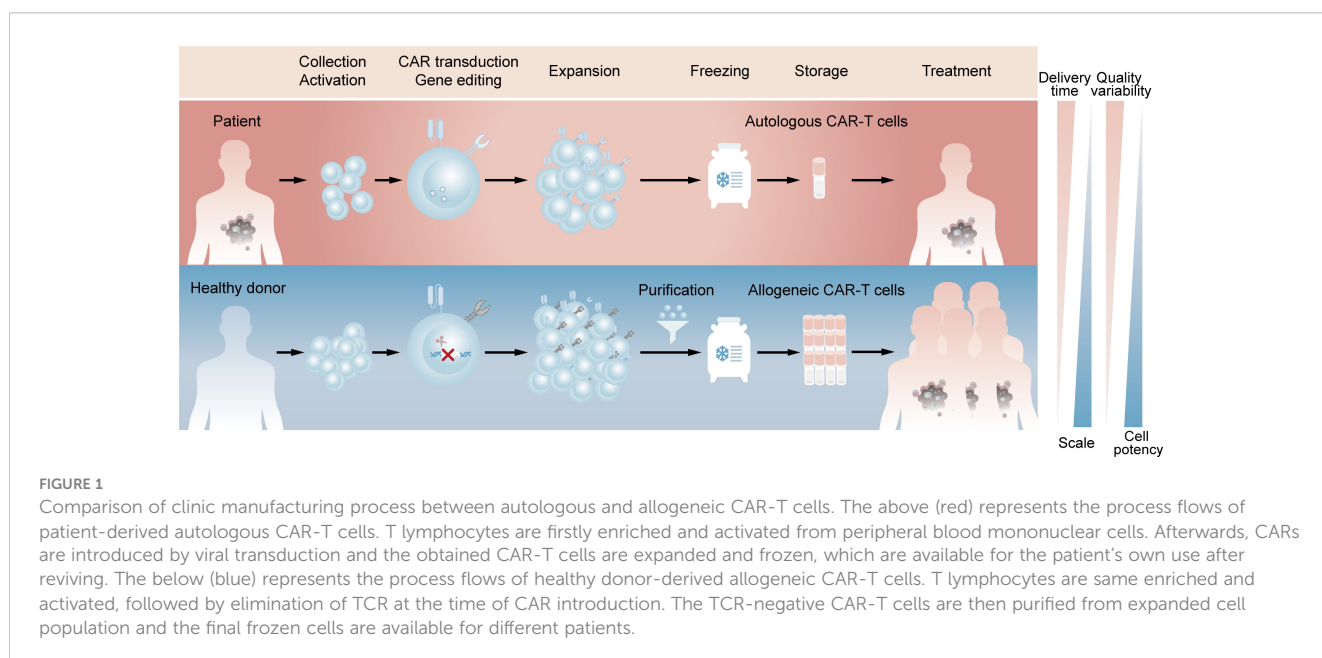 Collection
Activation
CAR transduction
Gene editing
Expansion
Freezing
Storage
Treatment
Delivery
time
Quality
variability
Patient
Autologous CAR-T cells
Healthy donor
Purification
Allogeneic CAR-T cells
Scale
Cell
potency
FIGURE 1
Comparison of clinic manufacturing process between autologous and allogeneic CAR-T cells. The above (red) represents the process flows of
patient-derived autologous CAR-T cells. T lymphocytes are firstly enriched and activated from peripheral blood mononuclear cells. Afterwards, CARs
are introduced by viral transduction and the obtained CAR-T cells are expanded and frozen, which are available for the patient's own use after
reviving. The below (blue) represents the process flows of healthy donor-derived allogeneic CAR-T cells. T lymphocytes are same enriched and
activated, followed by elimination of TCR at the time of CAR introduction. The TCR-negative CAR-T cells are then purified from expanded cell
population and the final frozen cells are available for different patients.